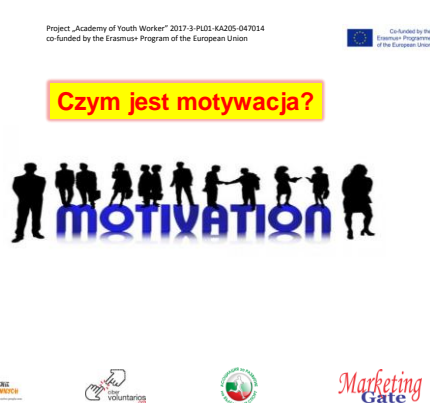 Project „Academy of Youth Worker" 2017-3-PL01-KA205-047014
co-funded by the Erasmus+ Program of the European Union
Co-funded by the
Erasmus+ Programme
of the European Union
Czym jest motywacja?
MOTIVATION
ciber
voluntarios
Marketing
Gate